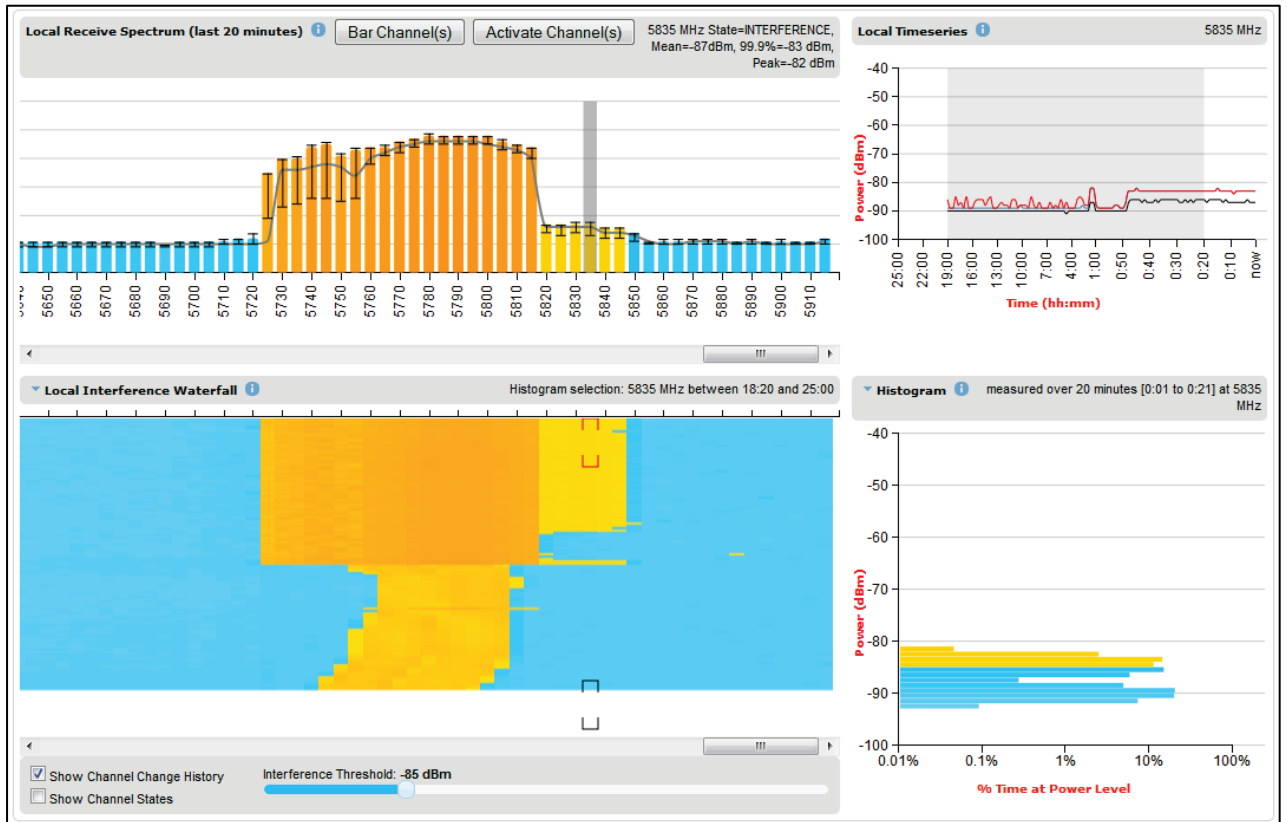 Local Receive Spectrum (last 20 minutes) i Bar Channel(s) Activate Channel(s) 5835 MHz State=INTERFERENCE,
Mean=-87dBm, 99.9%=-83 dBm,
Peak=-82 dBm
5650 5660 5670 5680 5690 5700 5710 5720 5730 5740 5750 5760 5770 5780 5790 5800 5810 5820 5830 5840 5850 5860 5870 5880 5890 5900 5910
Local Timeseries i 5835 MHz
-40
-50
-60
-70
-80
-90
-100
Power (dBm)
25:00 22:00 19:00 16:00 13:00 10:00 7:00 4:00 1:00 0:50 0:40 0:30 0:20 0:10 now
Time (hh:mm)
Local Interference Waterfall i Histogram selection: 5835 MHz between 18:20 and 25:00
Show Channel Change History
Show Channel States
Interference Threshold: -85 dBm
Histogram i measured over 20 minutes [0:01 to 0:21] at 5835
MHz
-40
-50
-60
-70
-80
-90
-100
Power (dBm)
0.01% 0.1% 1% 10% 100%
% Time at Power Level